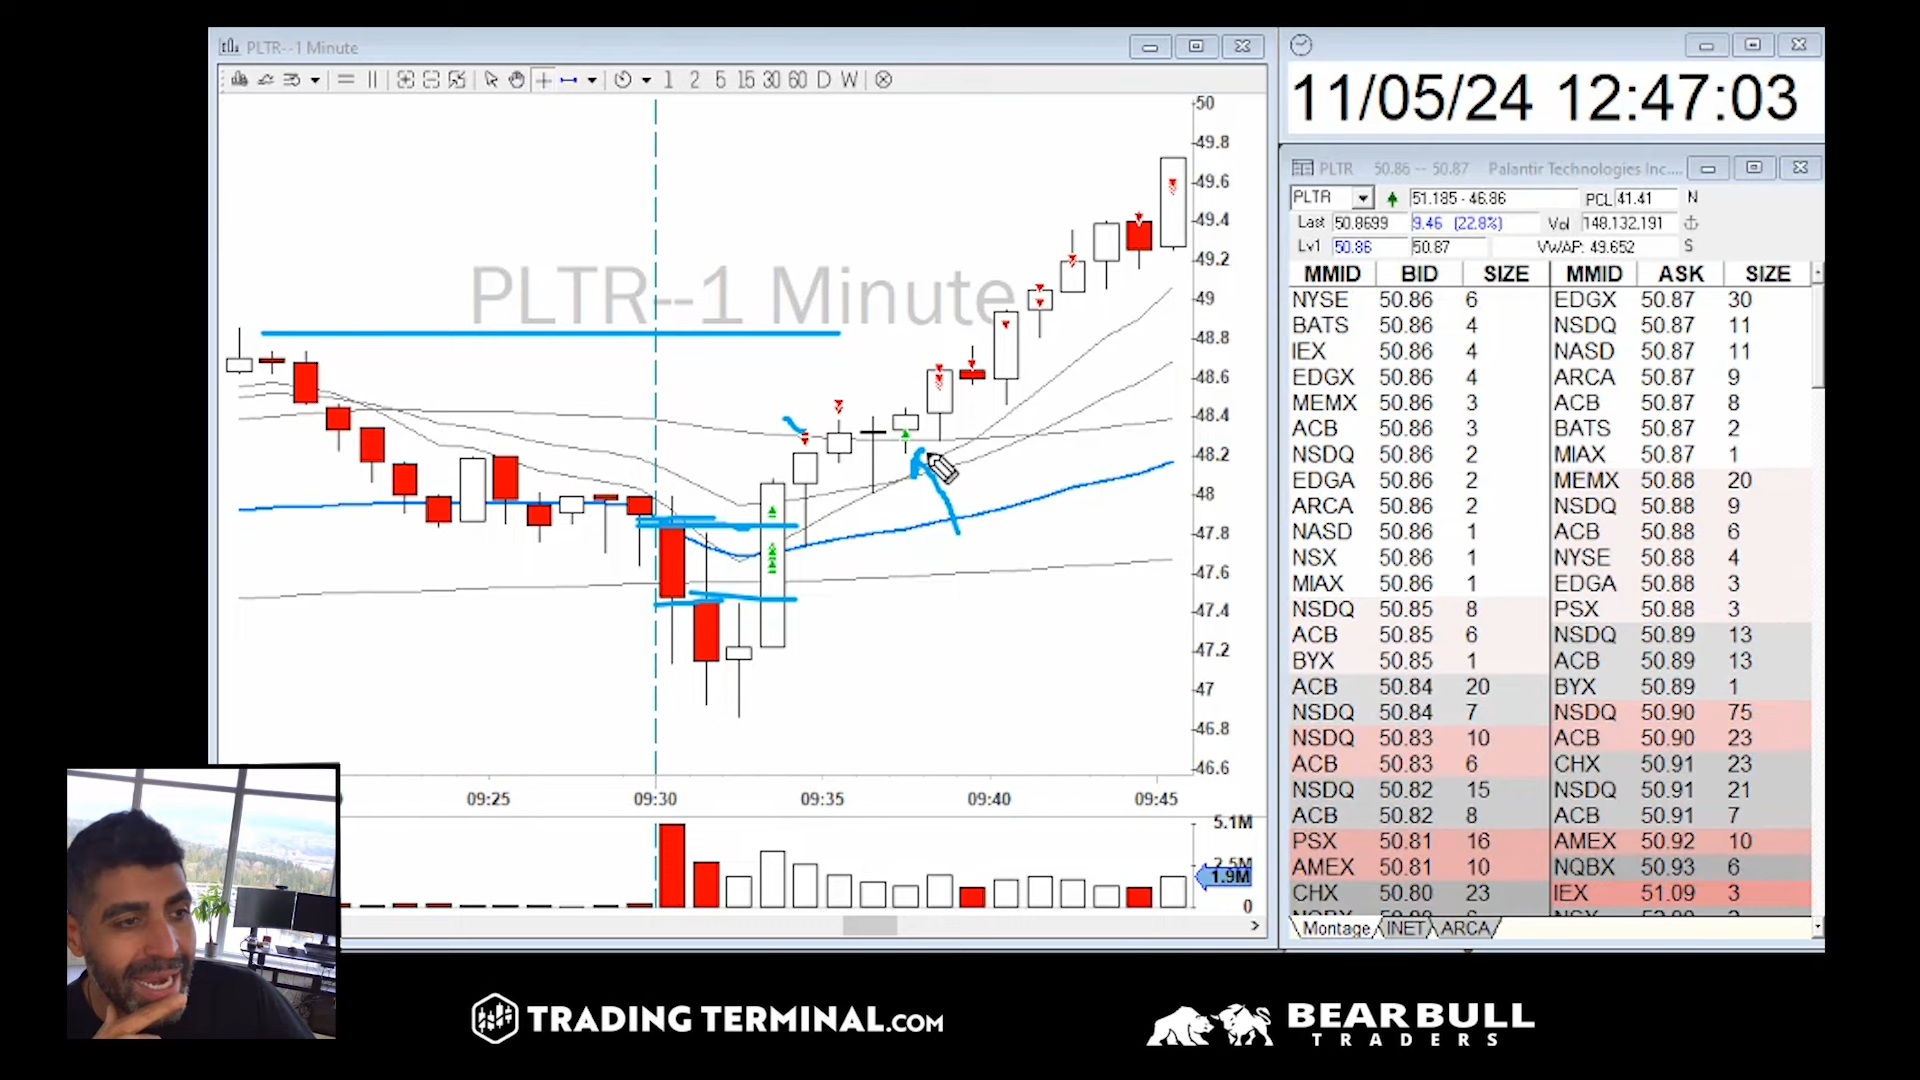 PLTR--1 Minute
1 2 5 15 30 60 D W
PLTR--1 Minute
50
49.8
49.6
49.4
49.2
49
48.8
48.6
48.4
48.2
48
47.8
47.6
47.4
47.2
47
46.8
46.6
09:25 09:30 09:35 09:40 09:45
5.1M
2.5M
1.9M
0
11/05/24 12:47:03
PLTR 50.86 -- 50.87 Palantir Technologies Inc....
PLTR 51.185 - 46.86 PCL 41.41 N
Last 50.8699 9.46 (22.8%) Vol 148,132,191
Lv1 50.86 50.87 VWAP: 49.652 S
MMID BID SIZE MMID ASK SIZE
NYSE 50.86 6 EDGX 50.87 30
BATS 50.86 4 NSDQ 50.87 11
IEX 50.86 4 NASD 50.87 11
EDGX 50.86 4 ARCA 50.87 9
MEMX 50.86 3 ACB 50.87 8
ACB 50.86 3 BATS 50.87 2
NSDQ 50.86 2 MIAX 50.87 1
EDGA 50.86 2 MEMX 50.88 20
ARCA 50.86 2 NSDQ 50.88 9
NASD 50.86 1 ACB 50.88 6
NSX 50.86 1 NYSE 50.88 4
MIAX 50.86 1 EDGA 50.88 3
NSDQ 50.85 8 PSX 50.88 3
ACB 50.85 6 NSDQ 50.89 13
BYX 50.85 1 ACB 50.89 13
ACB 50.84 20 BYX 50.89 1
NSDQ 50.84 7 NSDQ 50.90 75
NSDQ 50.83 10 ACB 50.90 23
ACB 50.83 6 CHX 50.91 23
NSDQ 50.82 15 NSDQ 50.91 21
ACB 50.82 8 ACB 50.91 7
PSX 50.81 16 AMEX 50.92 10
AMEX 50.81 10 NQBX 50.93 6
CHX 50.80 23 IEX 51.09 3
Montage INET ARCA
TRADING TERMINAL.COM
BEAR BULL
TRADERS